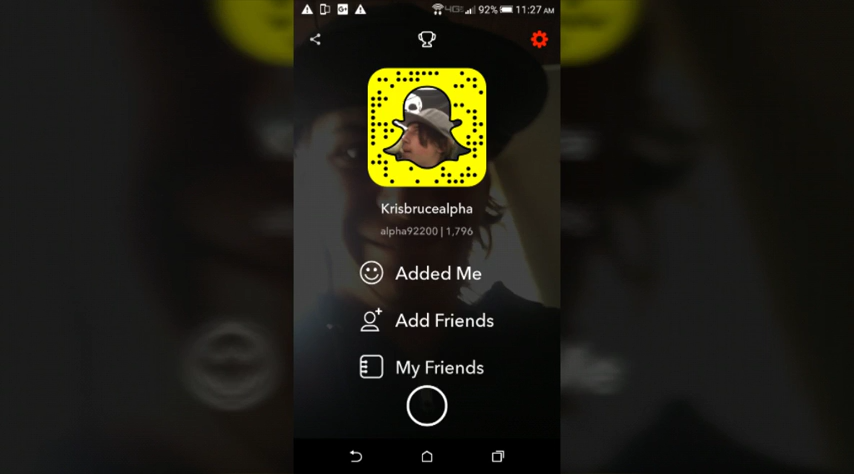 92% 11:27 AM
Krisbrucealpha
alpha92200 | 1,796
Added Me
Add Friends
My Friends